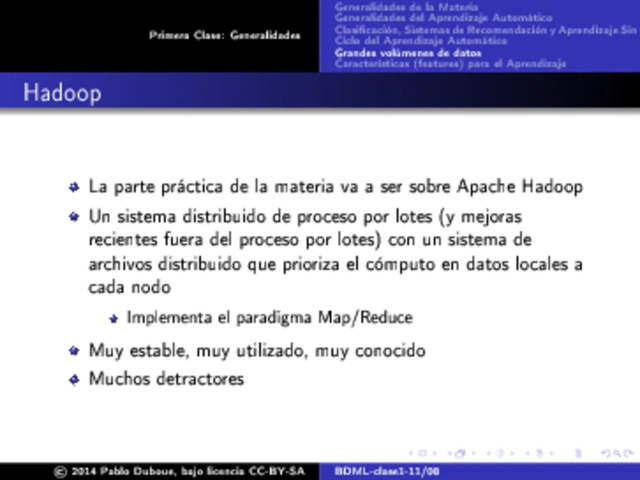 Primera Clase: Generalidades
Generalidades de la Materia
Generalidades del Aprendizaje Automático
Clasificación, Sistemas de Recomendación y Aprendizaje Sin
Ciclo del Aprendizaje Automático
Grandes volúmenes de datos
Características (features) para el Aprendizaje
Hadoop
La parte práctica de la materia va a ser sobre Apache Hadoop
Un sistema distribuido de proceso por lotes (y mejoras
recientes fuera del proceso por lotes) con un sistema de
archivos distribuido que prioriza el cómputo en datos locales a
cada nodo
Implementa el paradigma Map/Reduce
Muy estable, muy utilizado, muy conocido
Muchos detractores
© 2014 Pablo Duboue, bajo licencia CC-BY-SA
BDML-clase1-11/08